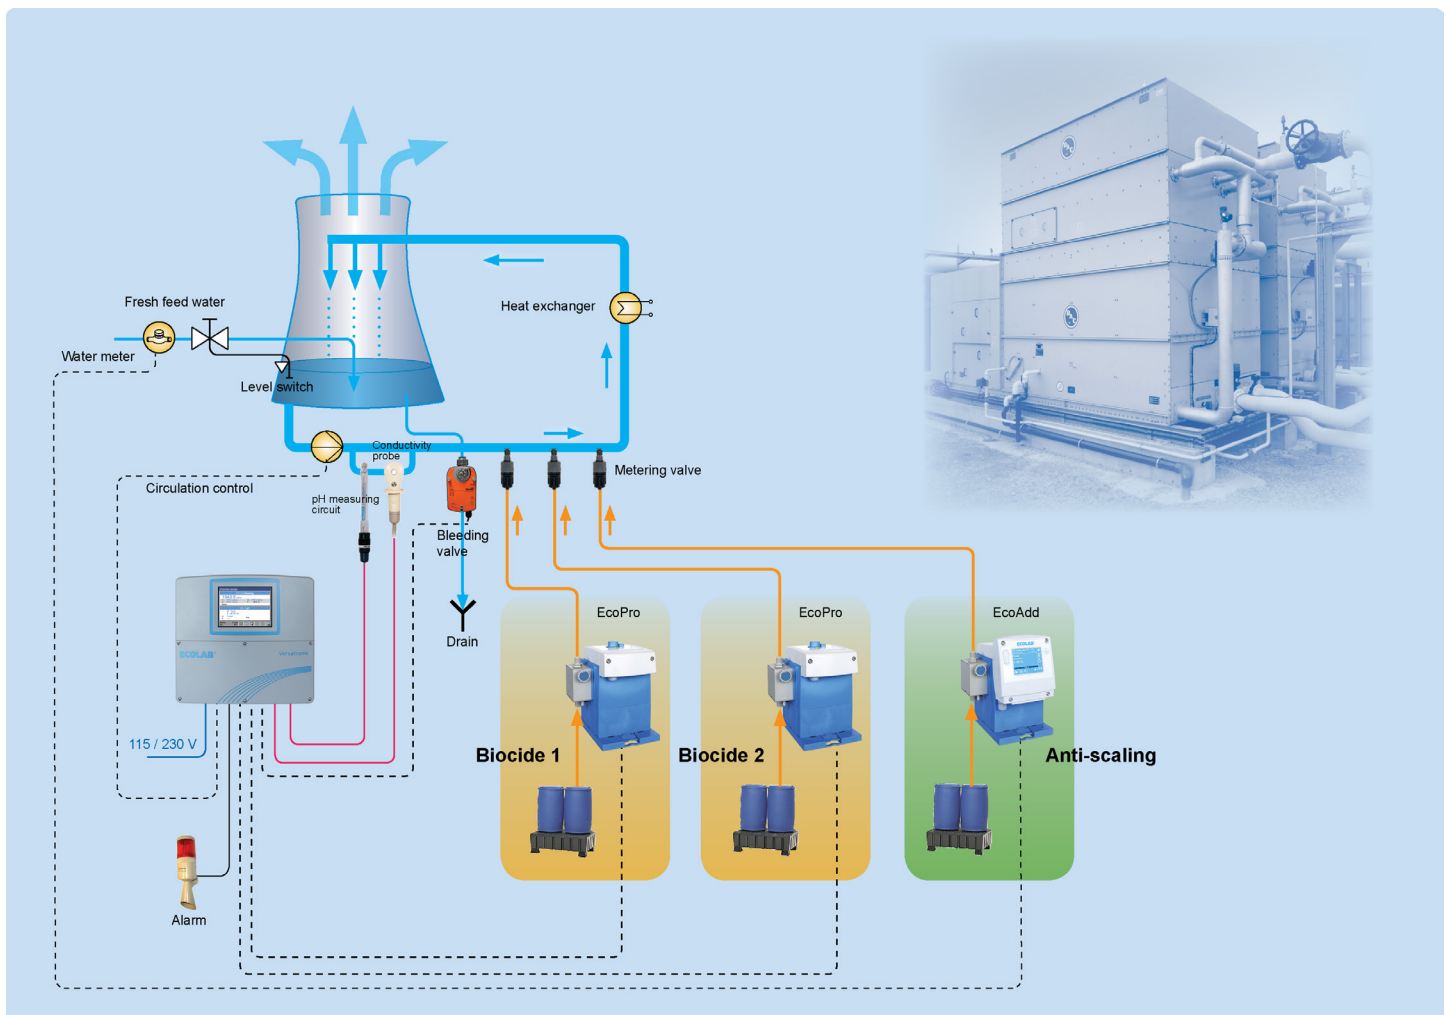 Fresh feed water
Heat exchanger
Water meter
Level switch
Conductivity
probe
Metering valve
Circulation control
pH measuring
circuit
Bleeding
valve
EcoPro
EcoPro
EcoAdd
Drain
ECOLAB
Versatronic
115 / 230 V
Biocide 1
Biocide 2
Anti-scaling
Alarm